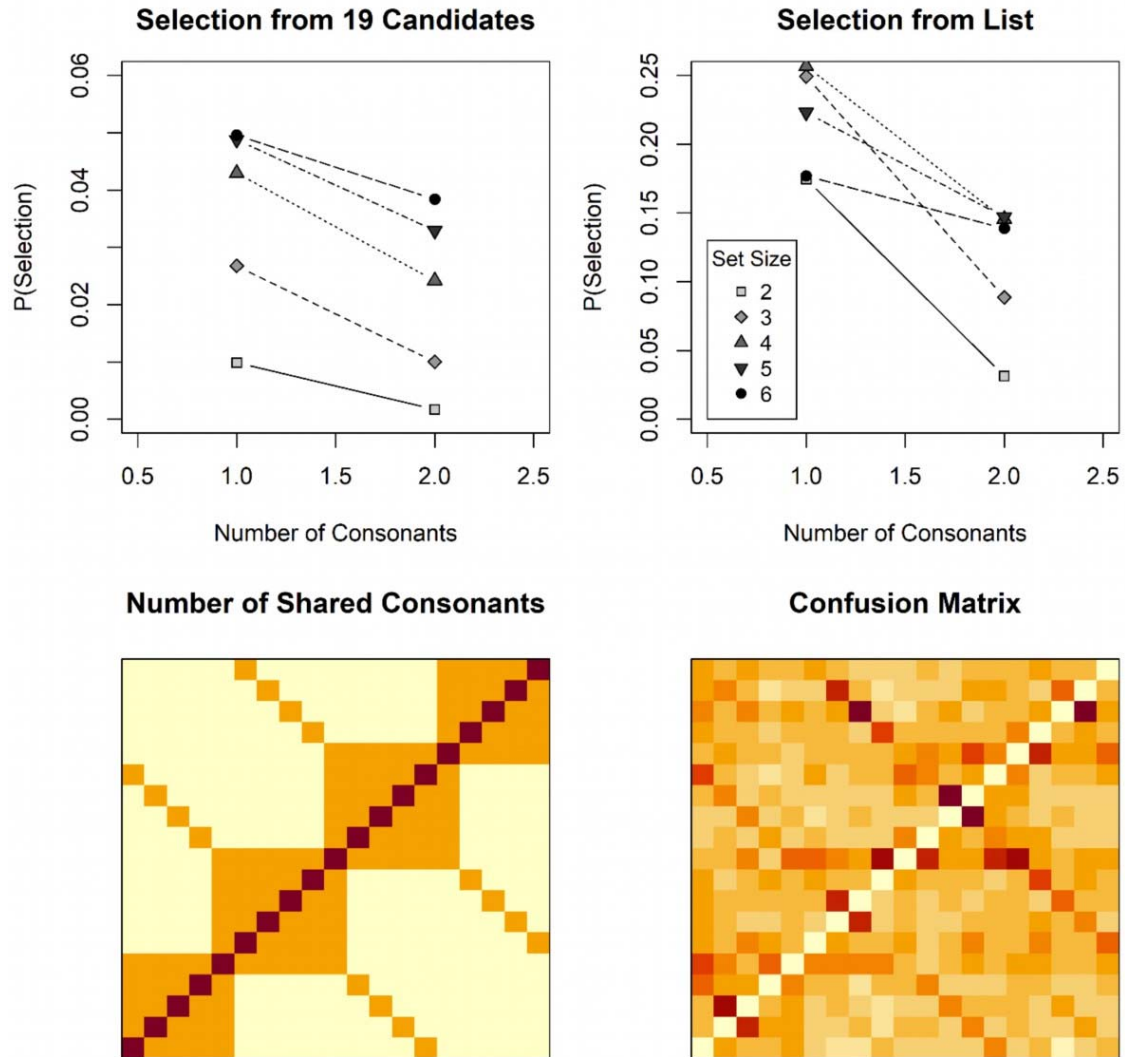 Selection from 19 Candidates
P(Selection)
0.06
0.04
0.02
0.00
0.5 1.0 1.5 2.0 2.5
Number of Consonants
Selection from List
P(Selection)
0.25
0.20
0.15
0.10
0.05
0.00
Set Size
2
3
4
5
6
0.5 1.0 1.5 2.0 2.5
Number of Consonants
Number of Shared Consonants
Confusion Matrix